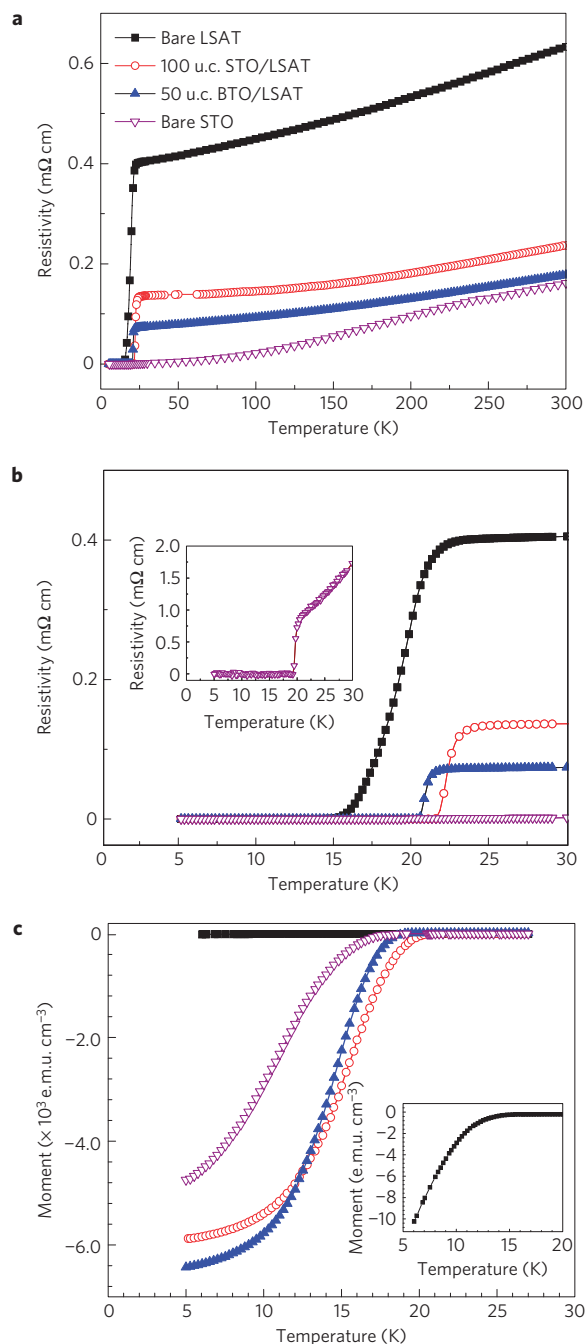 a
0.6
0.4
0.2
0
Resistivity (mΩ cm)
Bare LSAT
100 u.c. STO/LSAT
50 u.c. BTO/LSAT
Bare STO
0 50 100 150 200 250 300
Temperature (K)
b
0.4
0.2
0
Resistivity (mΩ cm)
2.0
1.5
1.0
0.5
0
Resistivity (mΩ cm)
0 5 10 15 20 25 30
Temperature (K)
0 5 10 15 20 25 30
Temperature (K)
c
0
−2.0
−4.0
−6.0
Moment (× 10³ e.m.u. cm⁻³)
0
−2
−4
−6
−8
−10
Moment (e.m.u. cm⁻³)
5 10 15 20
Temperature (K)
0 5 10 15 20 25 30
Temperature (K)